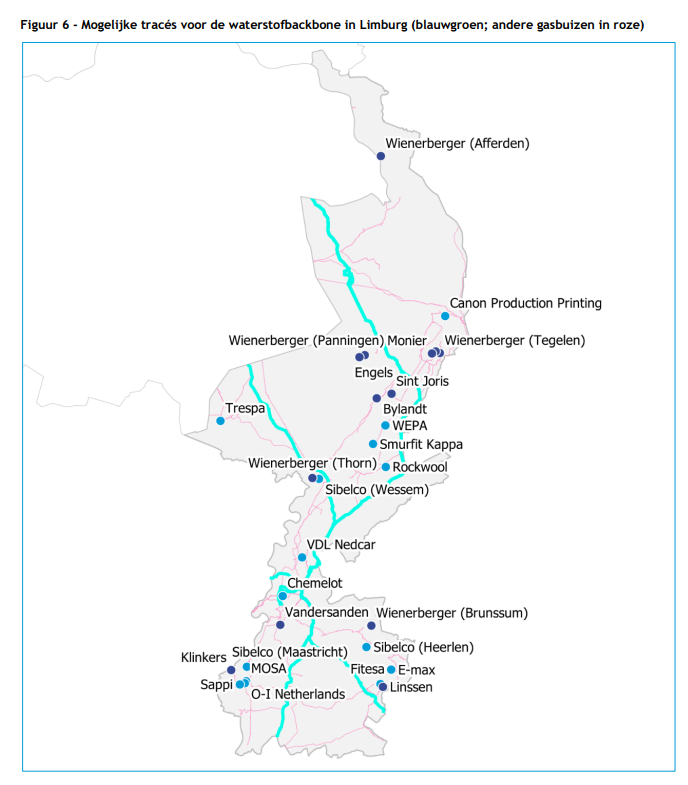 Figuur 6 - Mogelijke tracés voor de waterstofbackbone in Limburg (blauwgroen; andere gasbuizen in roze)
Wienerberger (Afferden)
Canon Production Printing
Wienerberger (Panningen) Monier
Wienerberger (Tegelen)
Engels
Sint Joris
Trespa
Bylandt
WEPA
Smurfit Kappa
Wienerberger (Thorn)
Rockwool
Sibelco (Wessem)
VDL Nedcar
Chemelot
Vandersanden
Wienerberger (Brunssum)
Sibelco (Heerlen)
Klinkers
Sibelco (Maastricht)
MOSA
Fitesa
E-max
Sappi
Linssen
O-I Netherlands